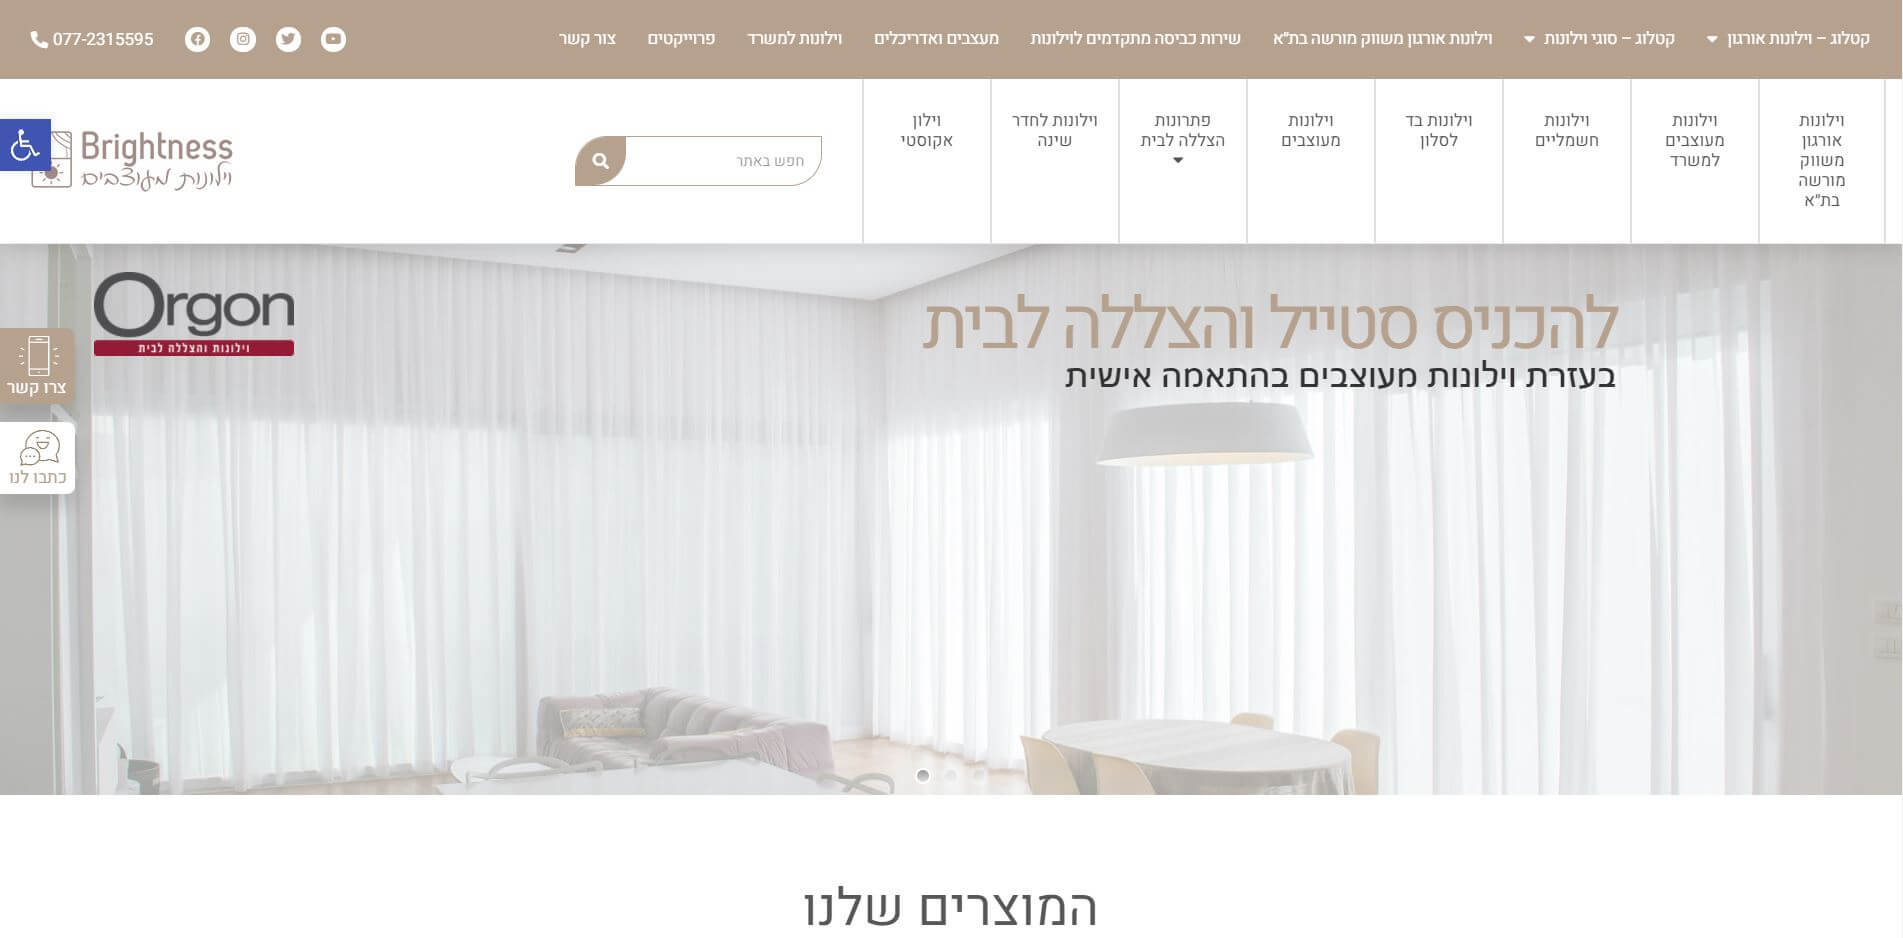 קטלוג – וילונות אורגון
קטלוג – סוגי וילונות
וילונות אורגון משווק מורשה בת״א
שירות כביסה מתקדמים לוילונות
מעצבים ואדריכלים
וילונות למשרד
פרוייקטים
צור קשר
077-2315595
וילונות
אורגון
משווק
מורשה
בת״א
וילונות
מעוצבים
למשרד
וילונות
חשמליים
וילונות בד
לסלון
וילונות
מעוצבים
פתרונות
הצללה לבית
וילונות לחדר
שינה
וילון
אקוסטי
חפש באתר
Brightness
וילונות מעוצבים
להכניס סטייל והצללה לבית
בעזרת וילונות מעוצבים בהתאמה אישית
Orgon
וילונות והצללה לבית
צרו קשר
כתבו לנו
המוצרים שלנו